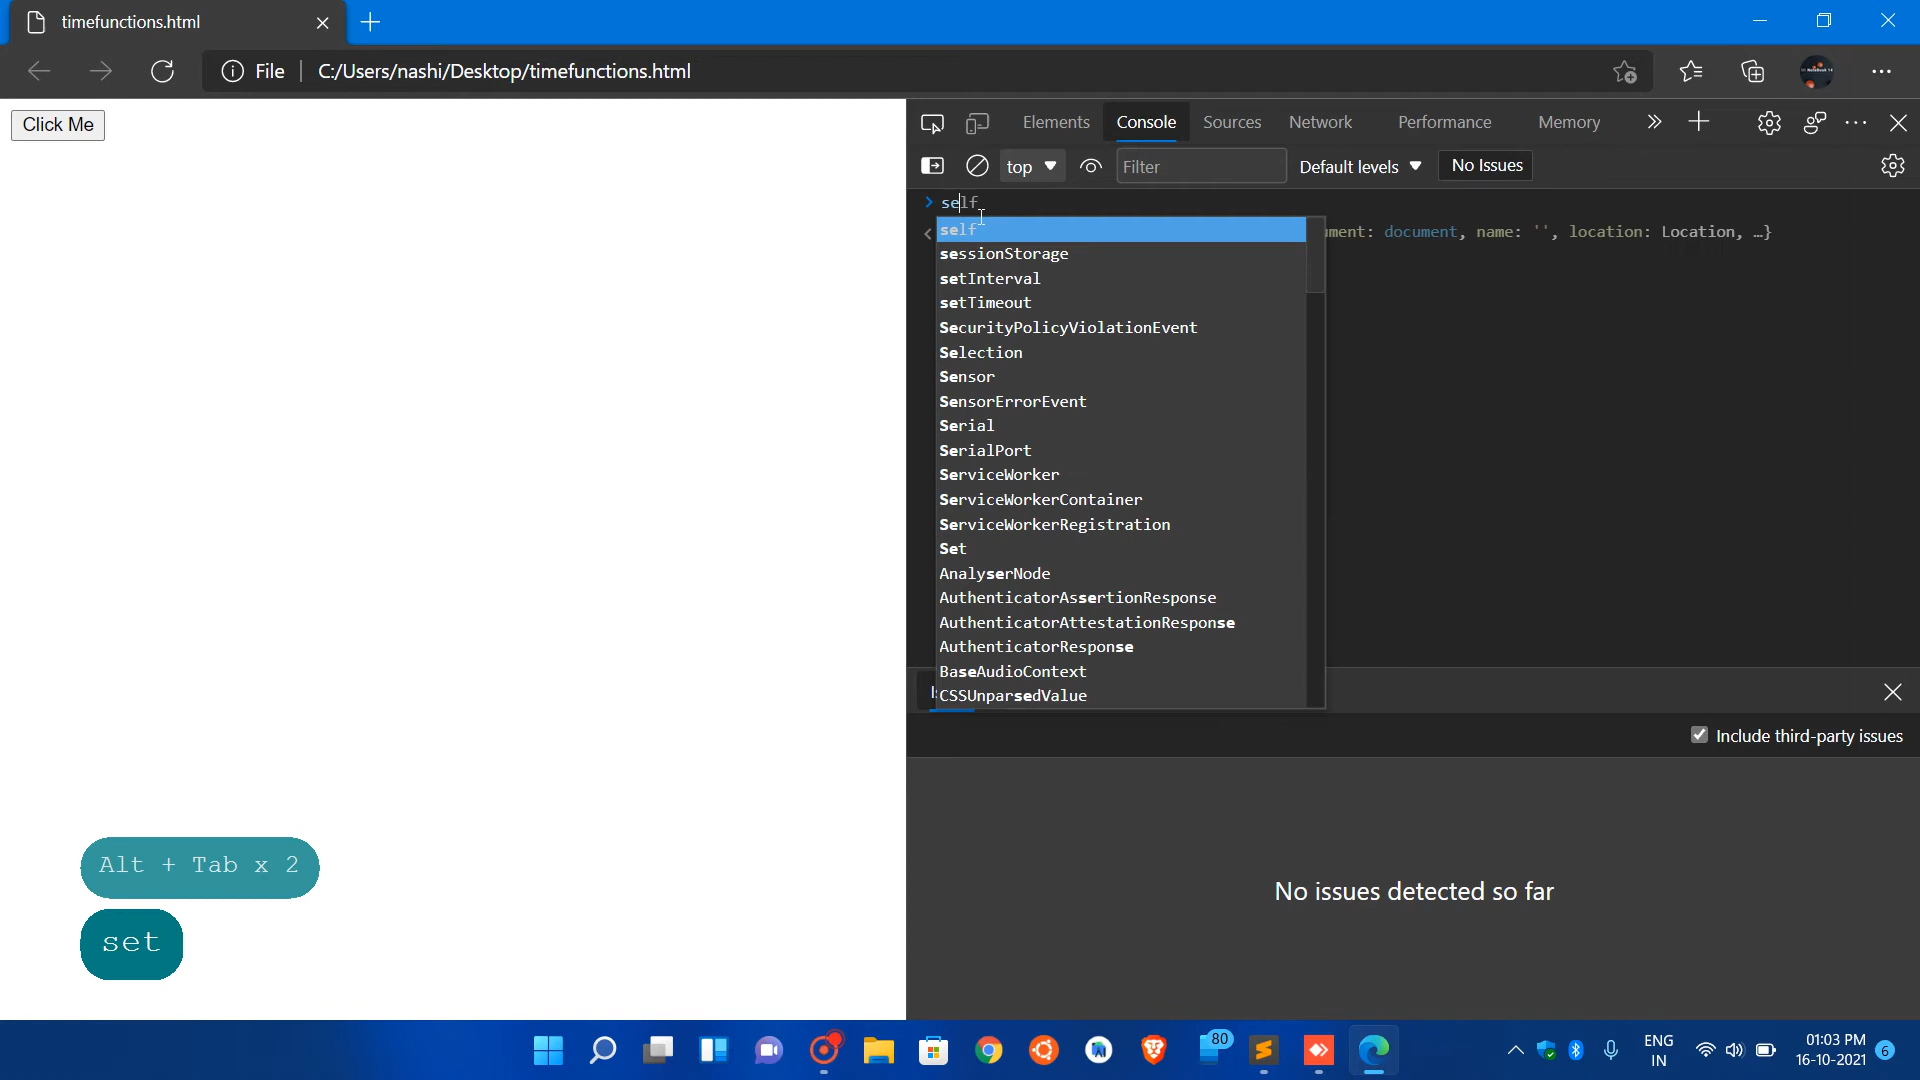 timefunctions.html
File
C:/Users/nashi/Desktop/timefunctions.html
Click Me
Elements
Console
Sources
Network
Performance
Memory
top
Filter
Default levels
No Issues
self
ument: document, name: '', location: Location, …}
self
sessionStorage
setInterval
setTimeout
SecurityPolicyViolationEvent
Selection
Sensor
SensorErrorEvent
Serial
SerialPort
ServiceWorker
ServiceWorkerContainer
ServiceWorkerRegistration
Set
AnalyserNode
AuthenticatorAssertionResponse
AuthenticatorAttestationResponse
AuthenticatorResponse
BaseAudioContext
CSSUnparsedValue
Include third-party issues
No issues detected so far
Alt + Tab x 2
set
80
ENG
IN
01:03 PM
16-10-2021
6